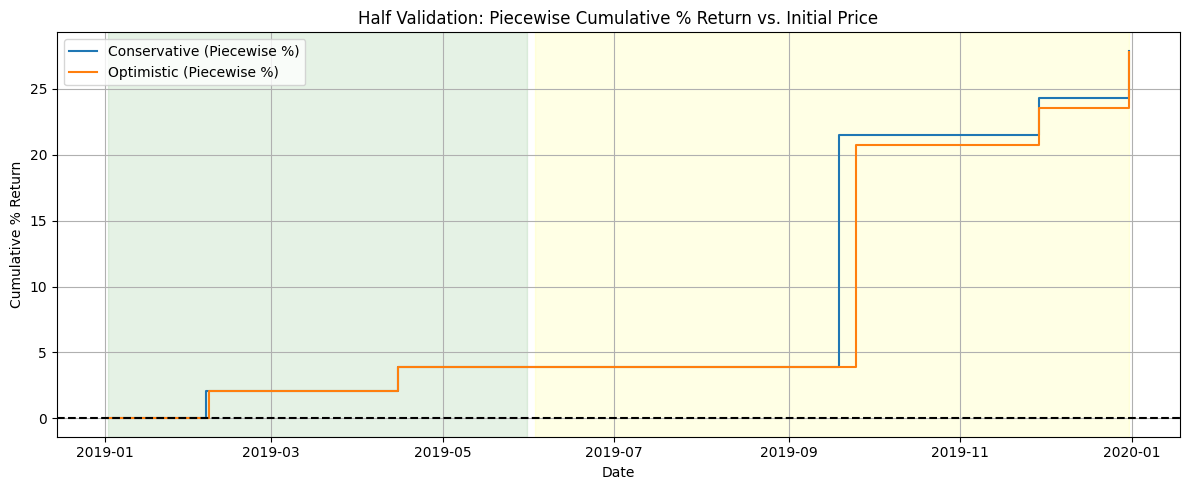 Half Validation: Piecewise Cumulative % Return vs. Initial Price
Conservative (Piecewise %)
Optimistic (Piecewise %)
Cumulative % Return
25
20
15
10
5
0
2019-01
2019-03
2019-05
2019-07
2019-09
2019-11
2020-01
Date